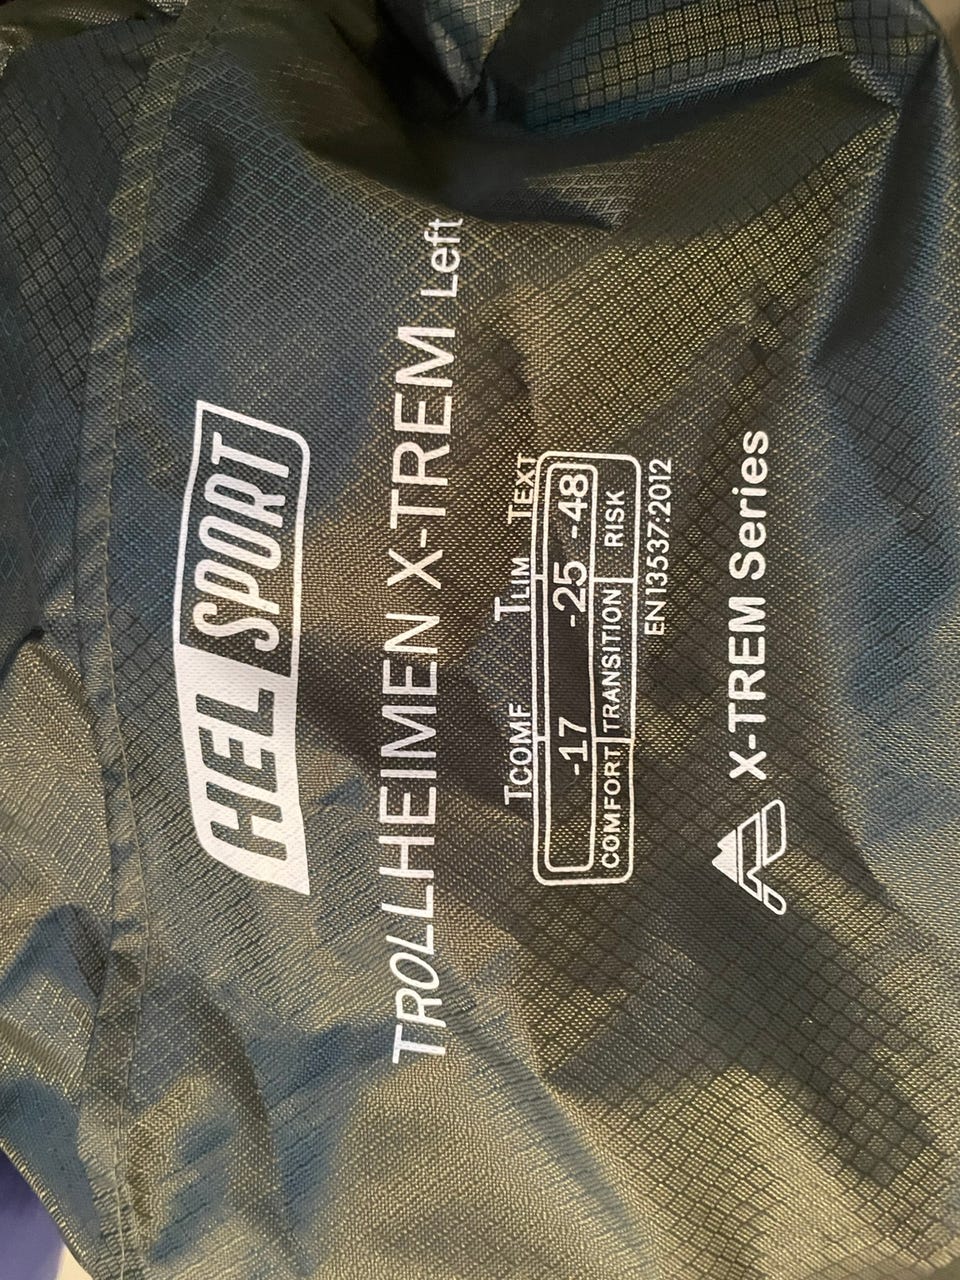 HELSPORT
TROLLHEIMEN X-TREM Left
TCOMF TLIM TEXT
-17 -25 -48
COMFORT TRANSITION RISK
EN13537:2012
X-TREM Series